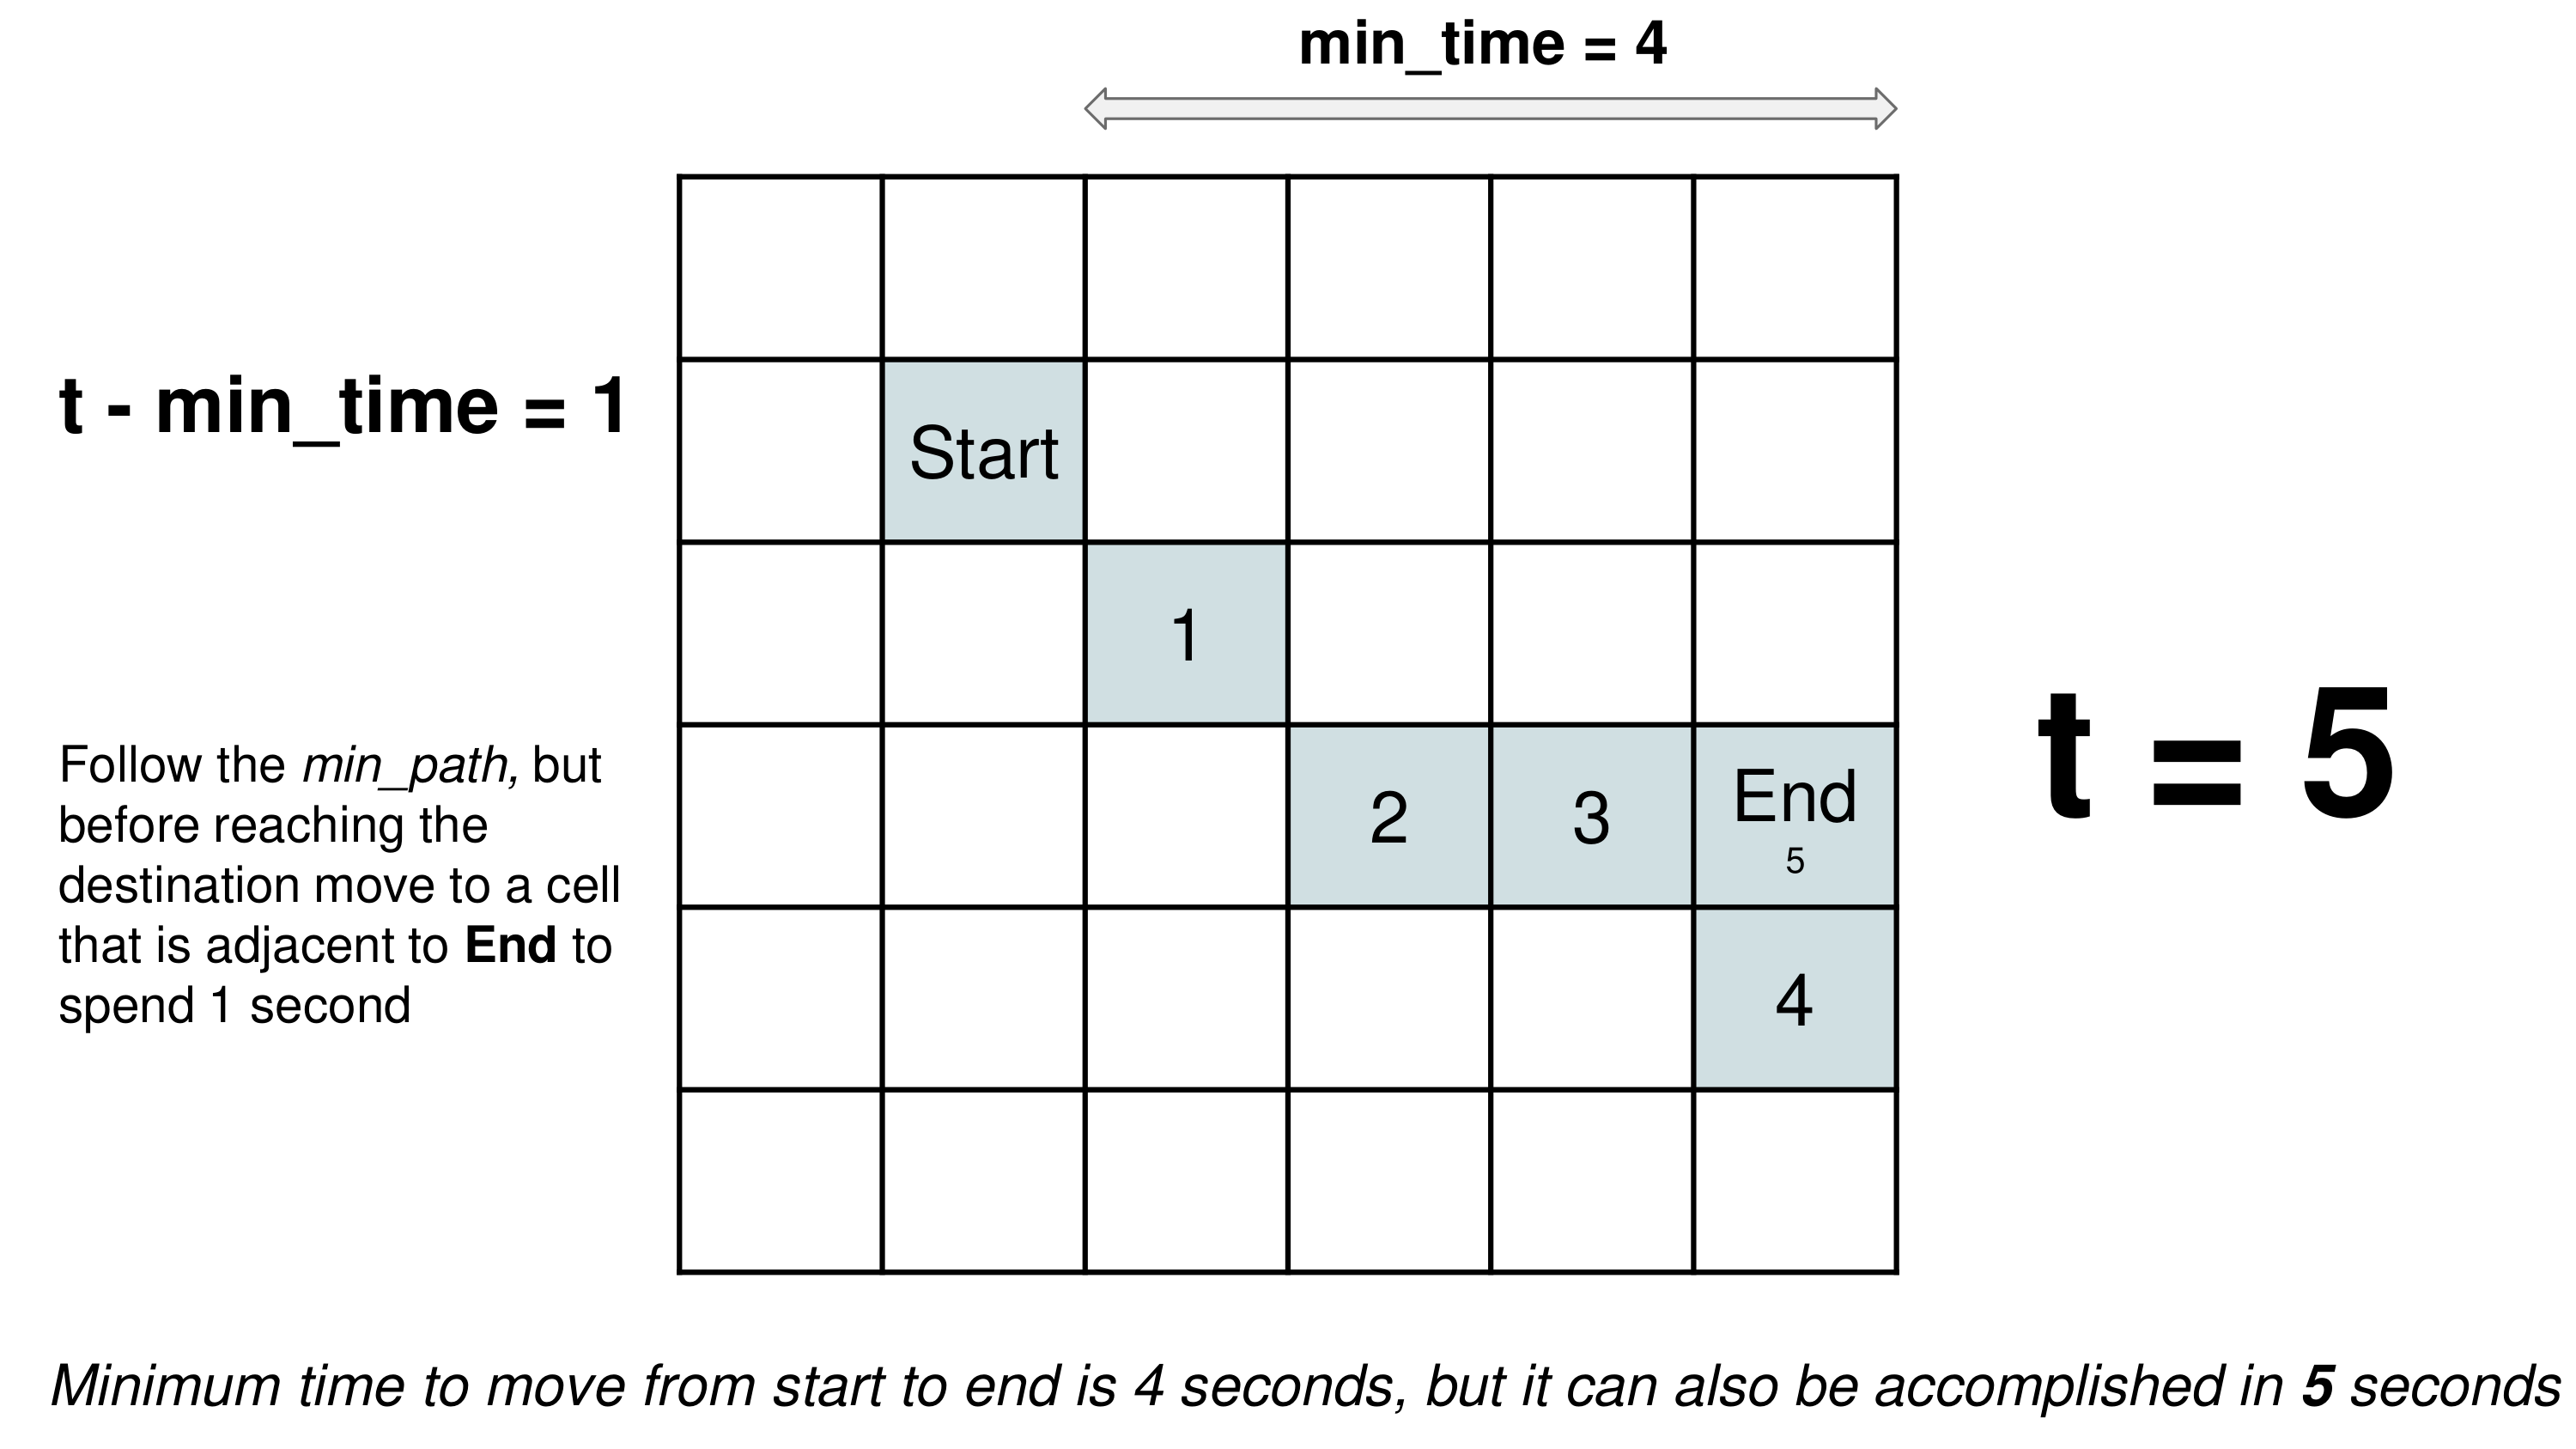 min_time = 4
t - min_time = 1
Start
1
Follow the min_path, but
before reaching the
destination move to a cell
that is adjacent to End to
spend 1 second
2
3
End
5
t = 5
4
Minimum time to move from start to end is 4 seconds, but it can also be accomplished in 5 seconds